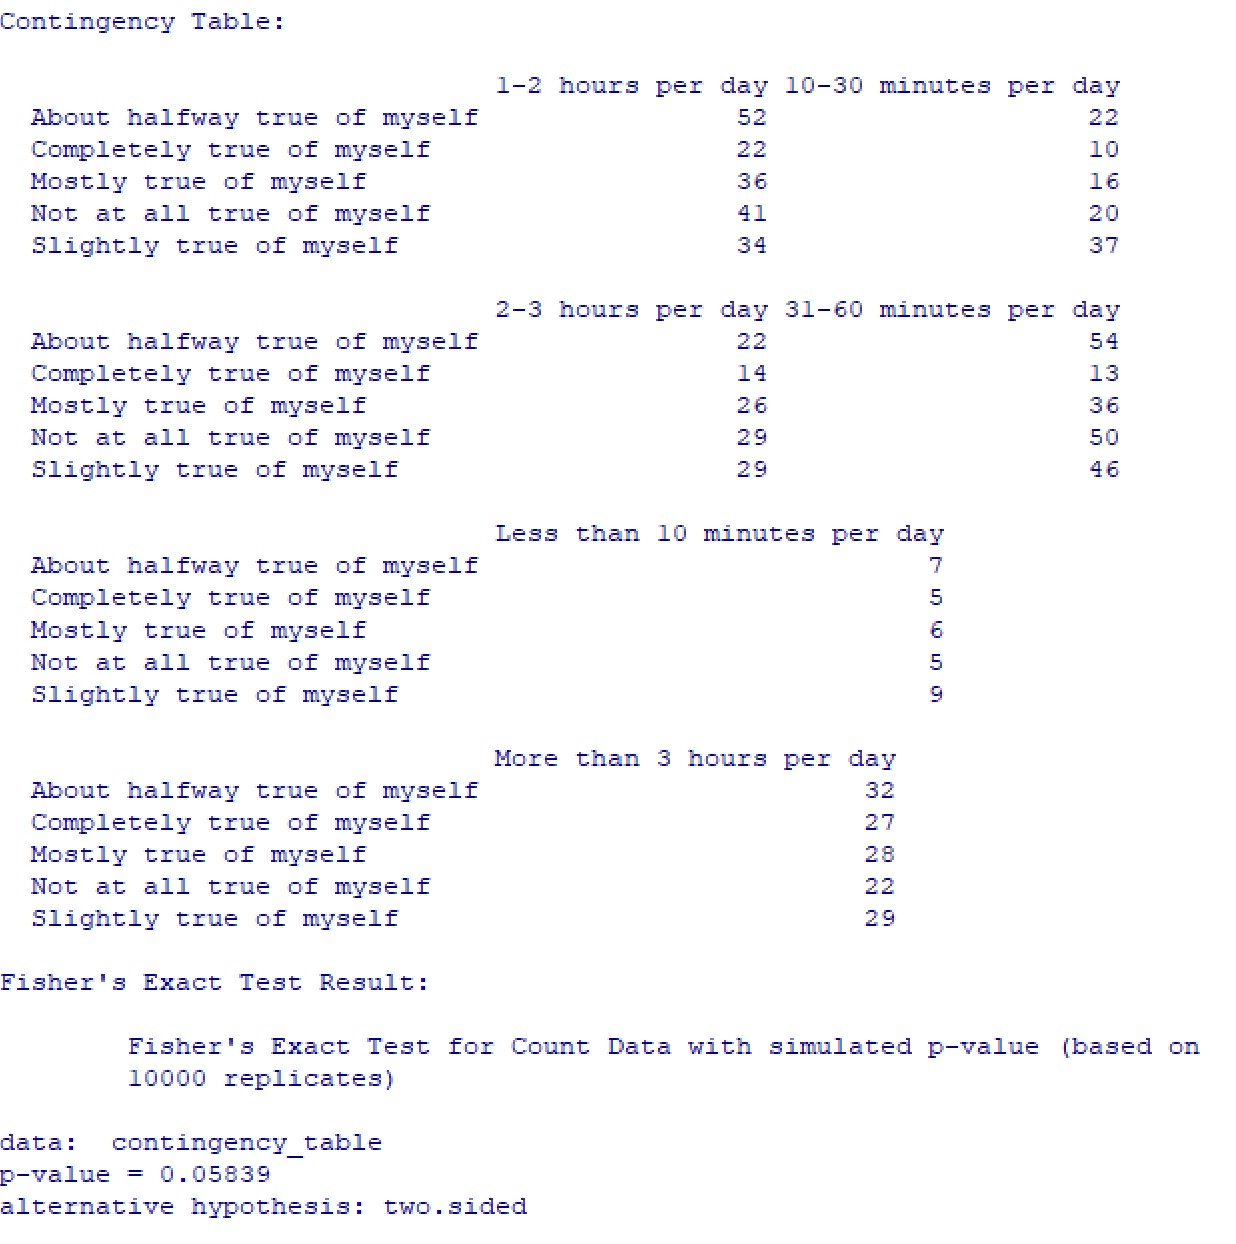 Contingency Table:
1-2 hours per day 10-30 minutes per day
About halfway true of myself 52 22
Completely true of myself 22 10
Mostly true of myself 36 16
Not at all true of myself 41 20
Slightly true of myself 34 37
2-3 hours per day 31-60 minutes per day
About halfway true of myself 22 54
Completely true of myself 14 13
Mostly true of myself 26 36
Not at all true of myself 29 50
Slightly true of myself 29 46
Less than 10 minutes per day
About halfway true of myself 7
Completely true of myself 5
Mostly true of myself 6
Not at all true of myself 5
Slightly true of myself 9
More than 3 hours per day
About halfway true of myself 32
Completely true of myself 27
Mostly true of myself 28
Not at all true of myself 22
Slightly true of myself 29
Fisher's Exact Test Result:
Fisher's Exact Test for Count Data with simulated p-value (based on
10000 replicates)
data: contingency_table
p-value = 0.05839
alternative hypothesis: two.sided